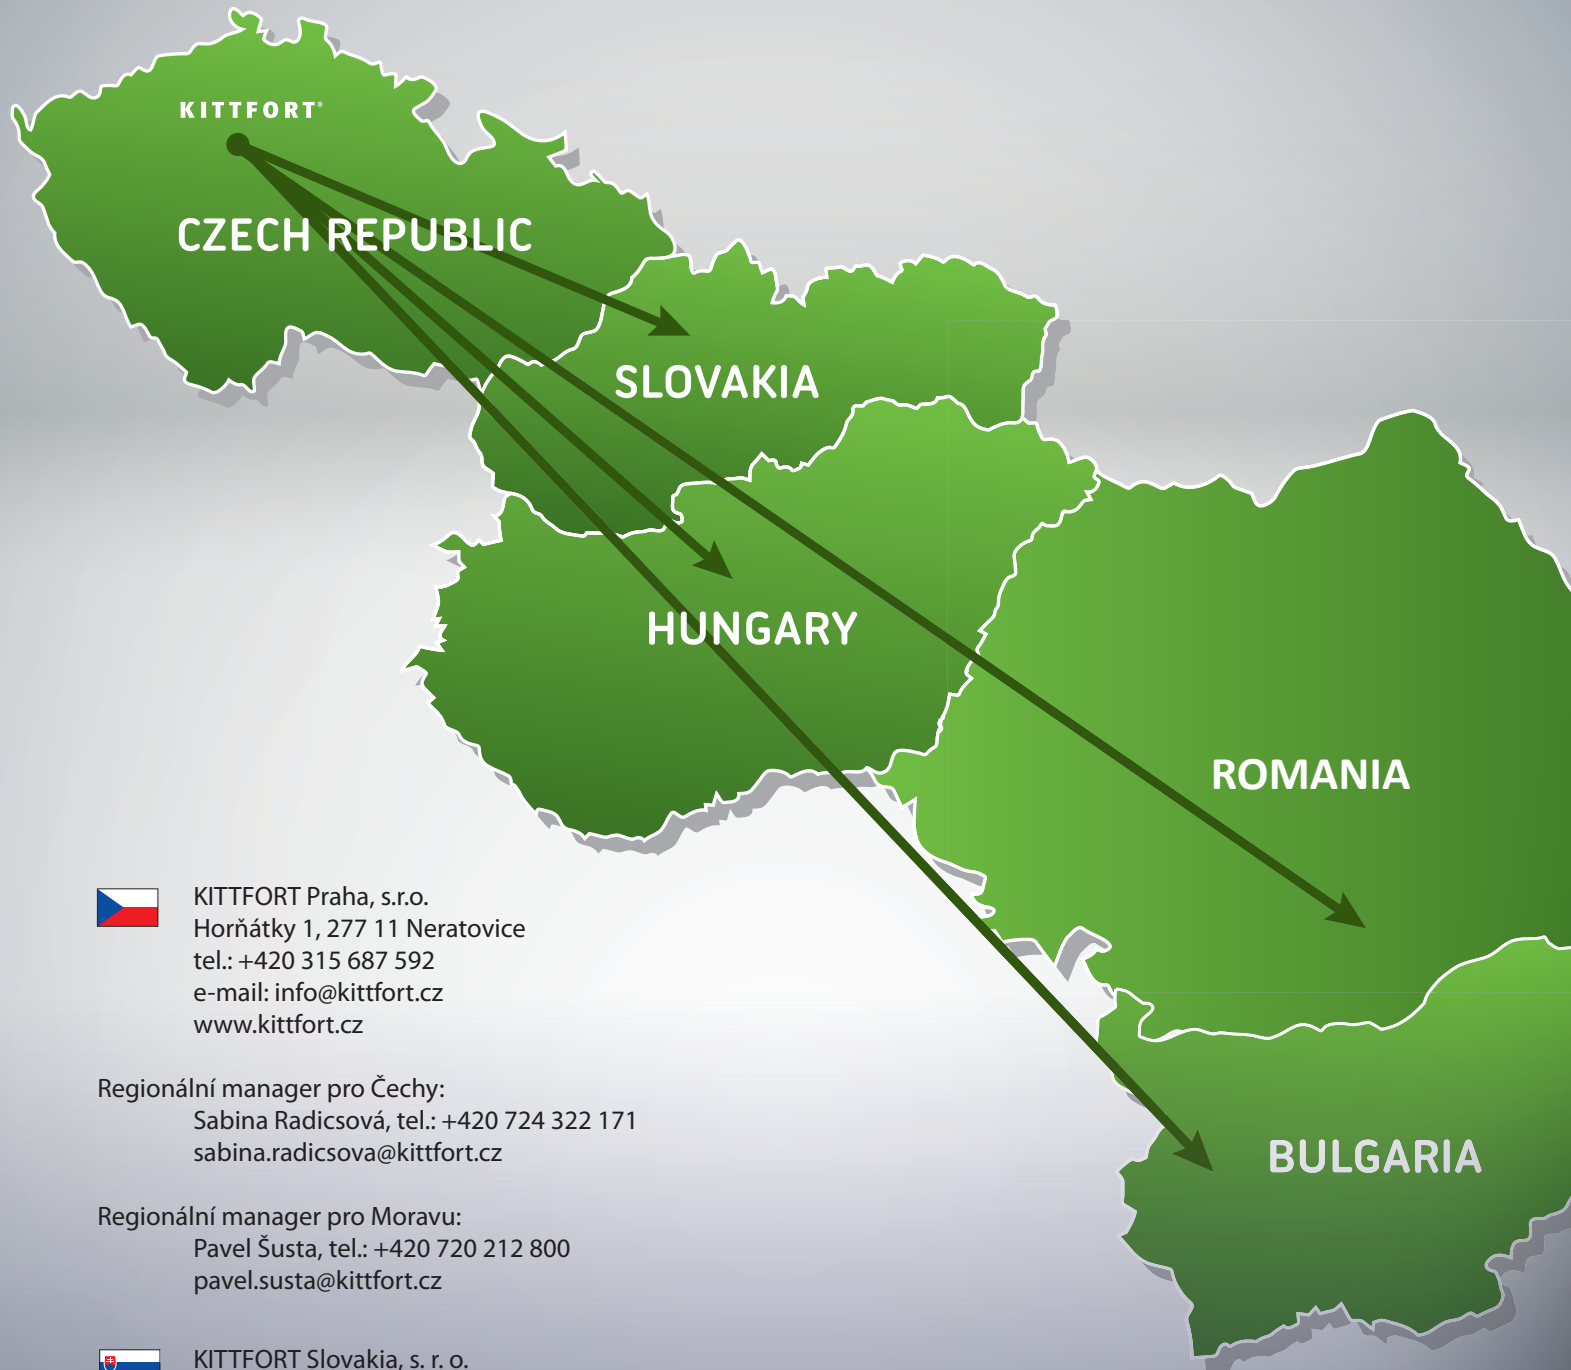 KITTFORT®
CZECH REPUBLIC
SLOVAKIA
HUNGARY
ROMANIA
BULGARIA
KITTFORT Praha, s.r.o.
Horňátky 1, 277 11 Neratovice
tel.: +420 315 687 592
e-mail: info@kittfort.cz
www.kittfort.cz
Regionální manager pro Čechy:
Sabina Radicsová, tel.: +420 724 322 171
sabina.radicsova@kittfort.cz
Regionální manager pro Moravu:
Pavel Šusta, tel.: +420 720 212 800
pavel.susta@kittfort.cz
KITTFORT Slovakia, s. r. o.